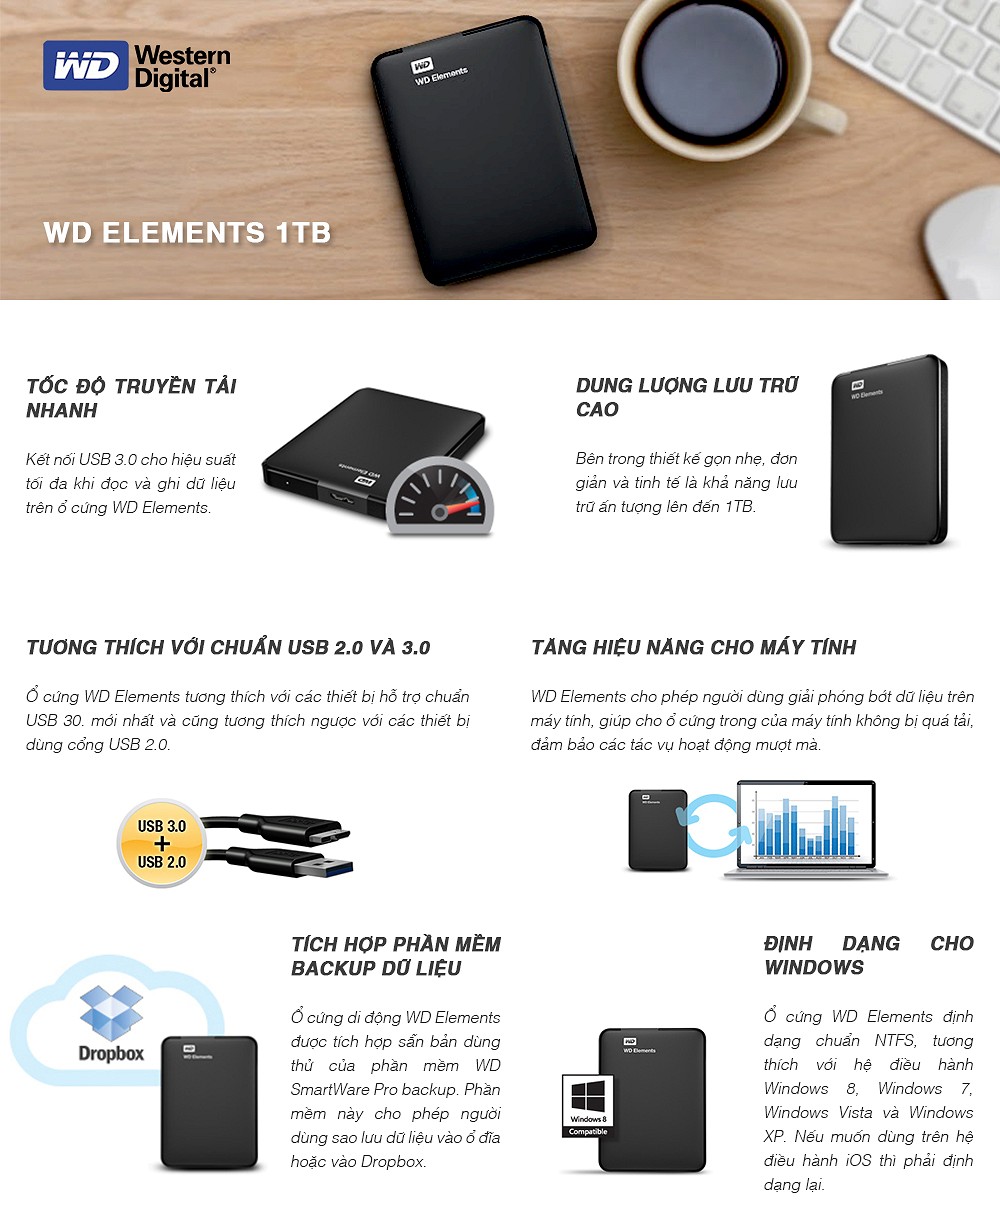 WD Western
Digital®
WD
WD Elements
WD ELEMENTS 1TB
TỐC ĐỘ TRUYỀN TẢI
NHANH
Kết nối USB 3.0 cho hiệu suất
tối đa khi đọc và ghi dữ liệu
trên ổ cứng WD Elements.
WD Elements
WD
DUNG LƯỢNG LƯU TRỮ
CAO
Bên trong thiết kế gọn nhẹ, đơn
giản và tinh tế là khả năng lưu
trữ ấn tượng lên đến 1TB.
WD
WD Elements
TƯƠNG THÍCH VỚI CHUẨN USB 2.0 VÀ 3.0
Ổ cứng WD Elements tương thích với các thiết bị hỗ trợ chuẩn
USB 30. mới nhất và cũng tương thích ngược với các thiết bị
dùng cổng USB 2.0.
USB 3.0
+
USB 2.0
TĂNG HIỆU NĂNG CHO MÁY TÍNH
WD Elements cho phép người dùng giải phóng bớt dữ liệu trên
máy tính, giúp cho ổ cứng trong của máy tính không bị quá tải,
đảm bảo các tác vụ hoạt động mượt mà.
WD
WD Elements
Dropbox
WD
WD Elements
TÍCH HỢP PHẦN MỀM
BACKUP DỮ LIỆU
Ổ cứng di động WD Elements
được tích hợp sẵn bản dùng
thử của phần mềm WD
SmartWare Pro backup. Phần
mềm này cho phép người
dùng sao lưu dữ liệu vào ổ đĩa
hoặc vào Dropbox.
WD
WD Elements
Windows 8
Compatible
ĐỊNH DẠNG CHO
WINDOWS
Ổ cứng WD Elements định
dạng chuẩn NTFS, tương
thích với hệ điều hành
Windows 8, Windows 7,
Windows Vista và Windows
XP. Nếu muốn dùng trên hệ
điều hành iOS thì phải định
dạng lại.